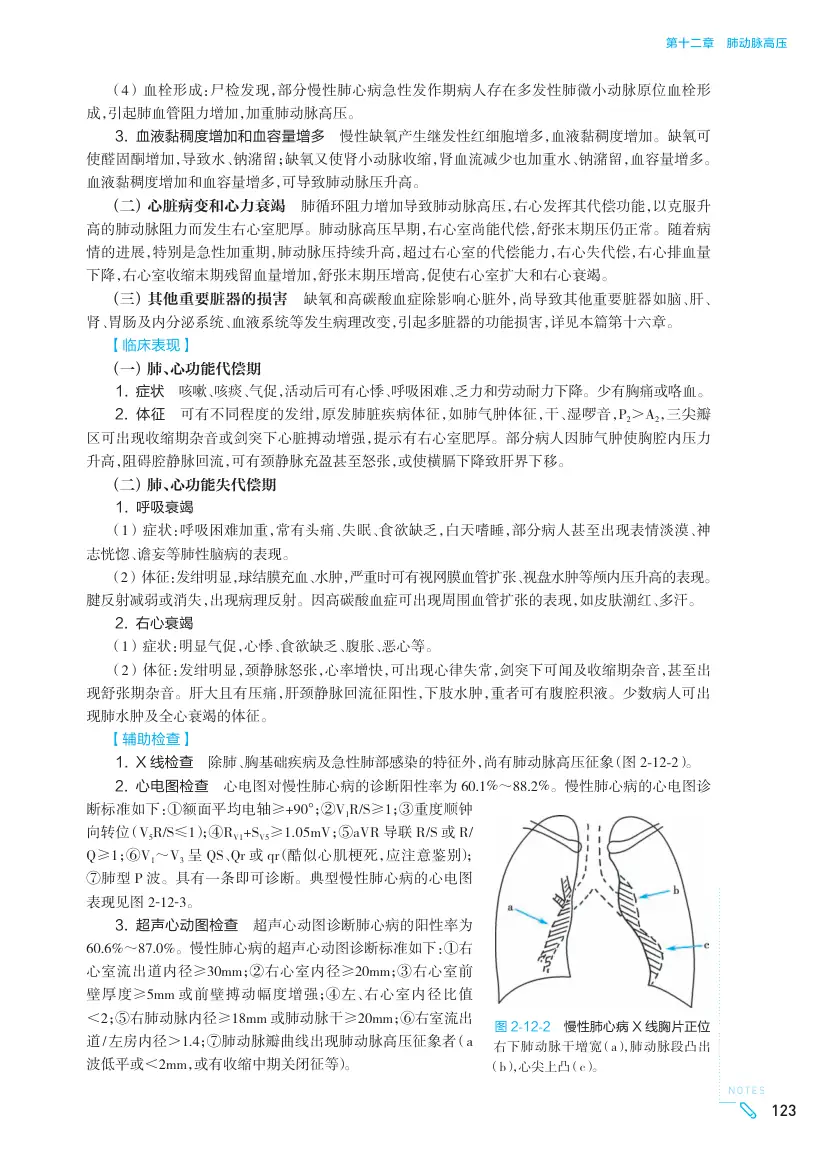 第十二章　肺动脉高压
（4）血栓形成：尸检发现，部分慢性肺心病急性发作期病人存在多发性肺微小动脉原位血栓形
成，引起肺血管阻力增加，加重肺动脉高压。
3. 血液黏稠度增加和血容量增多　慢性缺氧产生继发性红细胞增多，血液黏稠度增加。缺氧可
使醛固酮增加，导致水、钠潴留；缺氧又使肾小动脉收缩，肾血流减少也加重水、钠潴留，血容量增多。
血液黏稠度增加和血容量增多，可导致肺动脉压升高。
（二）心脏病变和心力衰竭　肺循环阻力增加导致肺动脉高压，右心发挥其代偿功能，以克服升
高的肺动脉阻力而发生右心室肥厚。肺动脉高压早期，右心室尚能代偿，舒张末期压仍正常。随着病
情的进展，特别是急性加重期，肺动脉压持续升高，超过右心室的代偿能力，右心失代偿，右心排血量
下降，右心室收缩末期残留血量增加，舒张末期压增高，促使右心室扩大和右心衰竭。
（三）其他重要脏器的损害　缺氧和高碳酸血症除影响心脏外，尚导致其他重要脏器如脑、肝、
肾、胃肠及内分泌系统、血液系统等发生病理改变，引起多脏器的功能损害，详见本篇第十六章。
【临床表现】
（一）肺、心功能代偿期
1. 症状　咳嗽、咳痰、气促，活动后可有心悸、呼吸困难、乏力和劳动耐力下降。少有胸痛或咯血。
2. 体征　可有不同程度的发绀，原发肺脏疾病体征，如肺气肿体征，干、湿啰音，P₂＞A₂，三尖瓣
区可出现收缩期杂音或剑突下心脏搏动增强，提示有右心室肥厚。部分病人因肺气肿使胸腔内压力
升高，阻碍腔静脉回流，可有颈静脉充盈甚至怒张，或使横膈下降致肝界下移。
（二）肺、心功能失代偿期
1. 呼吸衰竭
（1）症状：呼吸困难加重，常有头痛、失眠、食欲缺乏，白天嗜睡，部分病人甚至出现表情淡漠、神
志恍惚、谵妄等肺性脑病的表现。
（2）体征：发绀明显，球结膜充血、水肿，严重时可有视网膜血管扩张、视盘水肿等颅内压升高的表现。
腱反射减弱或消失，出现病理反射。因高碳酸血症可出现周围血管扩张的表现，如皮肤潮红、多汗。
2. 右心衰竭
（1）症状：明显气促，心悸、食欲缺乏、腹胀、恶心等。
（2）体征：发绀明显，颈静脉怒张，心率增快，可出现心律失常，剑突下可闻及收缩期杂音，甚至出
现舒张期杂音。肝大且有压痛，肝颈静脉回流征阳性，下肢水肿，重者可有腹腔积液。少数病人可出
现肺水肿及全心衰竭的体征。
【辅助检查】
1. X 线检查　除肺、胸基础疾病及急性肺部感染的特征外，尚有肺动脉高压征象（图 2-12-2）。
2. 心电图检查　心电图对慢性肺心病的诊断阳性率为 60.1%～88.2%。慢性肺心病的心电图诊
断标准如下：①额面平均电轴≥+90°；②V₁R/S≥1；③重度顺钟
向转位（V₅R/S≤1）；④R_V1+S_V5≥1.05mV；⑤aVR 导联 R/S 或 R/
Q≥1；⑥V₁～V₃ 呈 QS、Qr 或 qr（酷似心肌梗死，应注意鉴别）；
⑦肺型 P 波。具有一条即可诊断。典型慢性肺心病的心电图
表现见图 2-12-3。
3. 超声心动图检查　超声心动图诊断肺心病的阳性率为
60.6%～87.0%。慢性肺心病的超声心动图诊断标准如下：①右
心室流出道内径≥30mm；②右心室内径≥20mm；③右心室前
壁厚度≥5mm 或前壁搏动幅度增强；④左、右心室内径比值
＜2；⑤右肺动脉内径≥18mm 或肺动脉干≥20mm；⑥右室流出
道/左房内径＞1.4；⑦肺动脉瓣曲线出现肺动脉高压征象者（a
波低平或＜2mm，或有收缩中期关闭征等）。
a
b
c
图 2-12-2　慢性肺心病 X 线胸片正位
右下肺动脉干增宽（a），肺动脉段凸出
（b），心尖上凸（c）。
NOTES
123